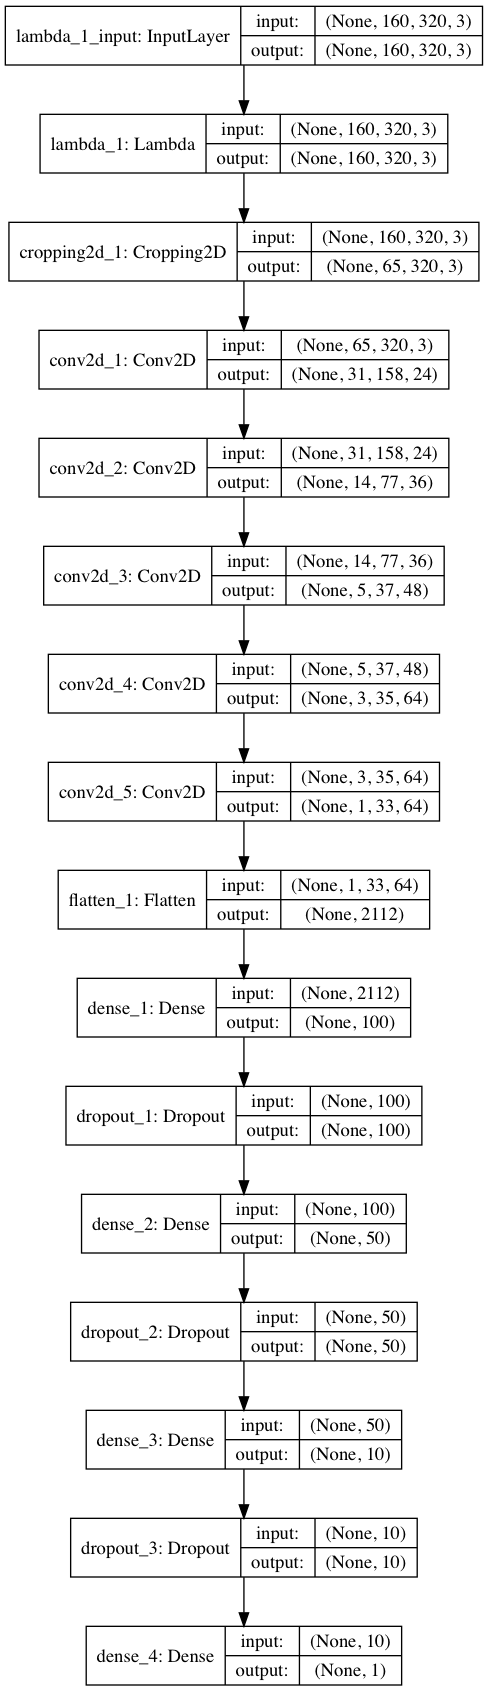 lambda_1_input: InputLayer
input: (None, 160, 320, 3)
output: (None, 160, 320, 3)
lambda_1: Lambda
input: (None, 160, 320, 3)
output: (None, 160, 320, 3)
cropping2d_1: Cropping2D
input: (None, 160, 320, 3)
output: (None, 65, 320, 3)
conv2d_1: Conv2D
input: (None, 65, 320, 3)
output: (None, 31, 158, 24)
conv2d_2: Conv2D
input: (None, 31, 158, 24)
output: (None, 14, 77, 36)
conv2d_3: Conv2D
input: (None, 14, 77, 36)
output: (None, 5, 37, 48)
conv2d_4: Conv2D
input: (None, 5, 37, 48)
output: (None, 3, 35, 64)
conv2d_5: Conv2D
input: (None, 3, 35, 64)
output: (None, 1, 33, 64)
flatten_1: Flatten
input: (None, 1, 33, 64)
output: (None, 2112)
dense_1: Dense
input: (None, 2112)
output: (None, 100)
dropout_1: Dropout
input: (None, 100)
output: (None, 100)
dense_2: Dense
input: (None, 100)
output: (None, 50)
dropout_2: Dropout
input: (None, 50)
output: (None, 50)
dense_3: Dense
input: (None, 50)
output: (None, 10)
dropout_3: Dropout
input: (None, 10)
output: (None, 10)
dense_4: Dense
input: (None, 10)
output: (None, 1)